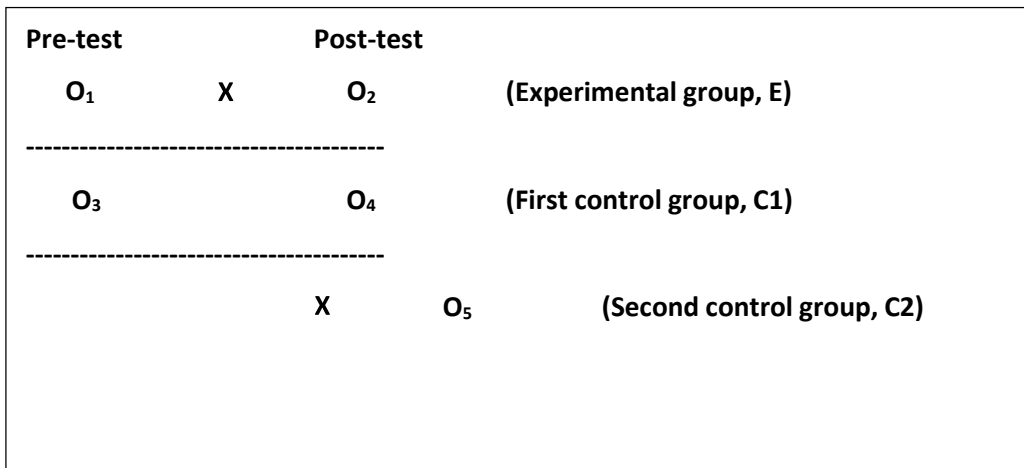 Pre-test Post-test
O₁ X O₂ (Experimental group, E)
----------------------------------------
O₃ O₄ (First control group, C1)
----------------------------------------
X O₅ (Second control group, C2)